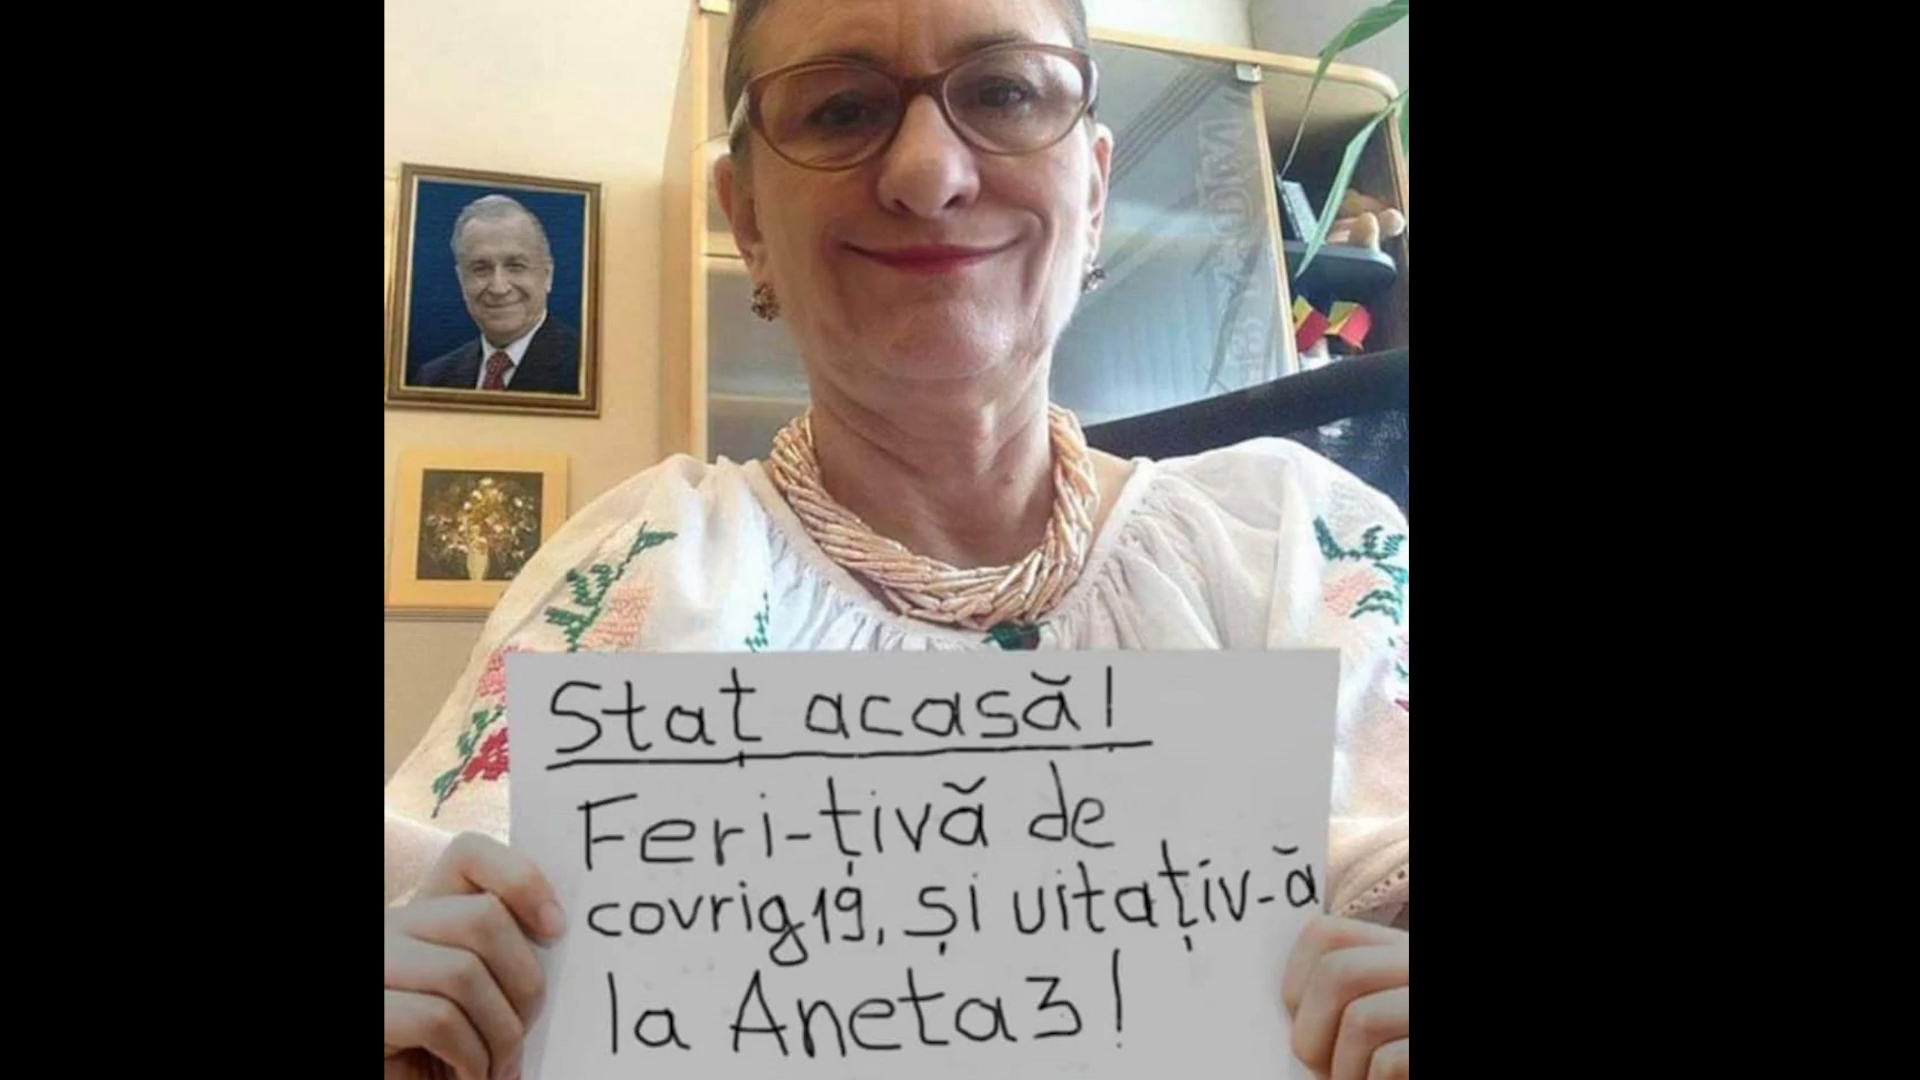 Stat acasă!
Feri-țivă de
covrig19, și uitațiv-ă
la Aneta3!